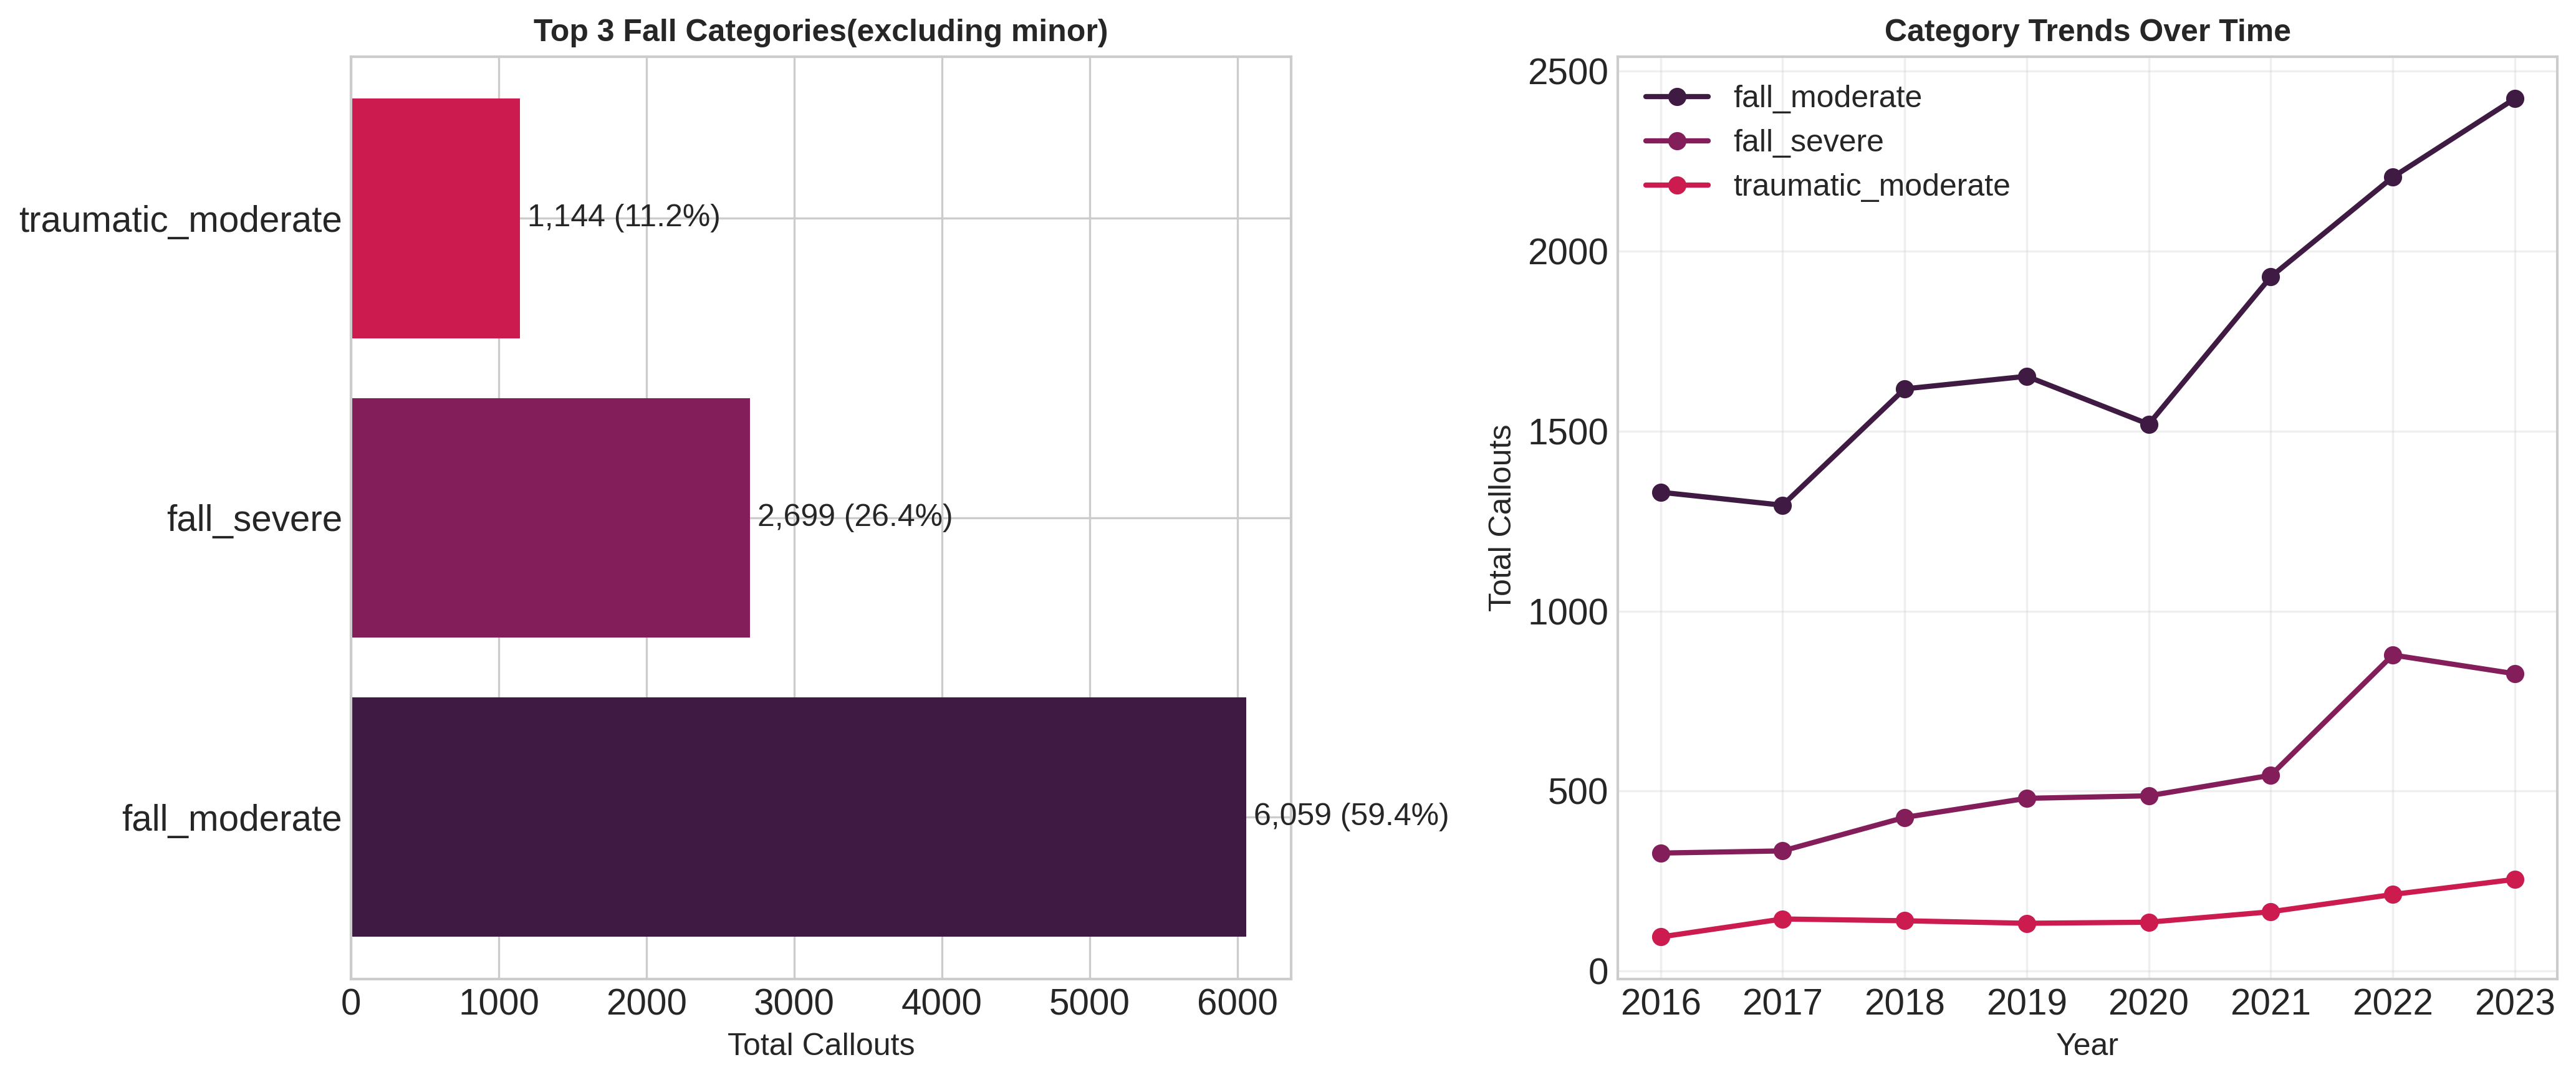 Top 3 Fall Categories(excluding minor)
traumatic_moderate
1,144 (11.2%)
fall_severe
2,699 (26.4%)
fall_moderate
6,059 (59.4%)
0 1000 2000 3000 4000 5000 6000
Total Callouts
Category Trends Over Time
fall_moderate
fall_severe
traumatic_moderate
2500
2000
1500
1000
500
0
Total Callouts
2016 2017 2018 2019 2020 2021 2022 2023
Year